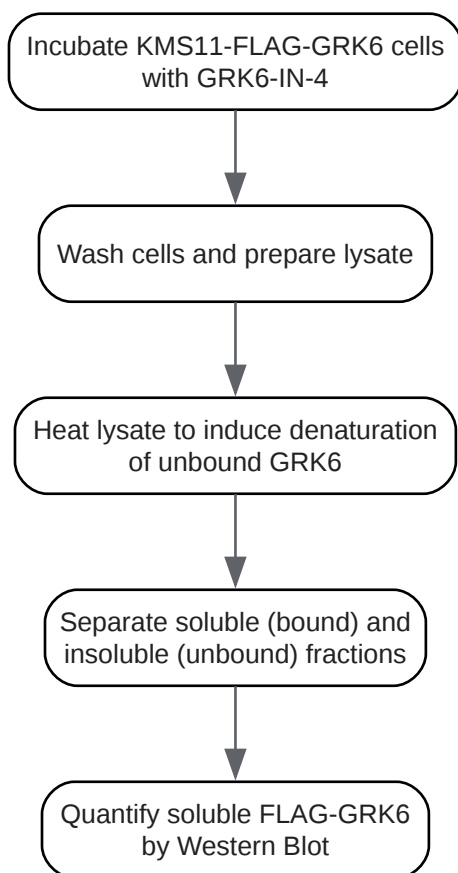 Incubate KMS11-FLAG-GRK6 cells
with GRK6-IN-4
Wash cells and prepare lysate
Heat lysate to induce denaturation
of unbound GRK6
Separate soluble (bound) and
insoluble (unbound) fractions
Quantify soluble FLAG-GRK6
by Western Blot